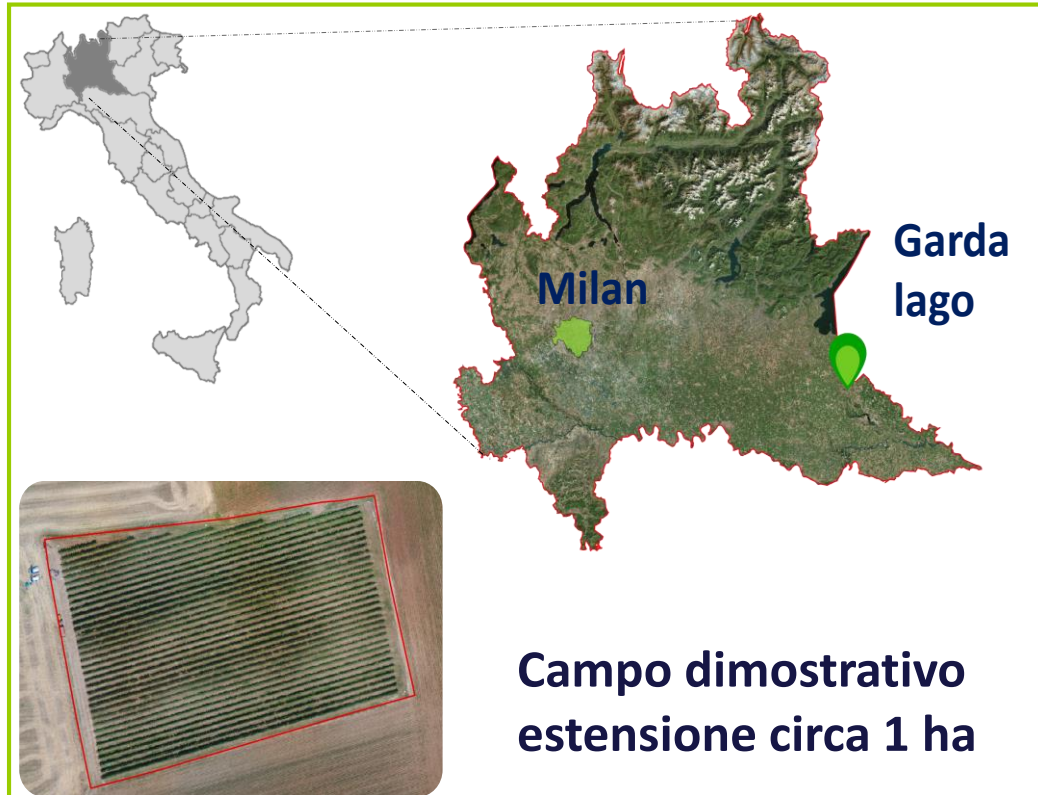 Milan
Garda
lago
Campo dimostrativo
estensione circa 1 ha